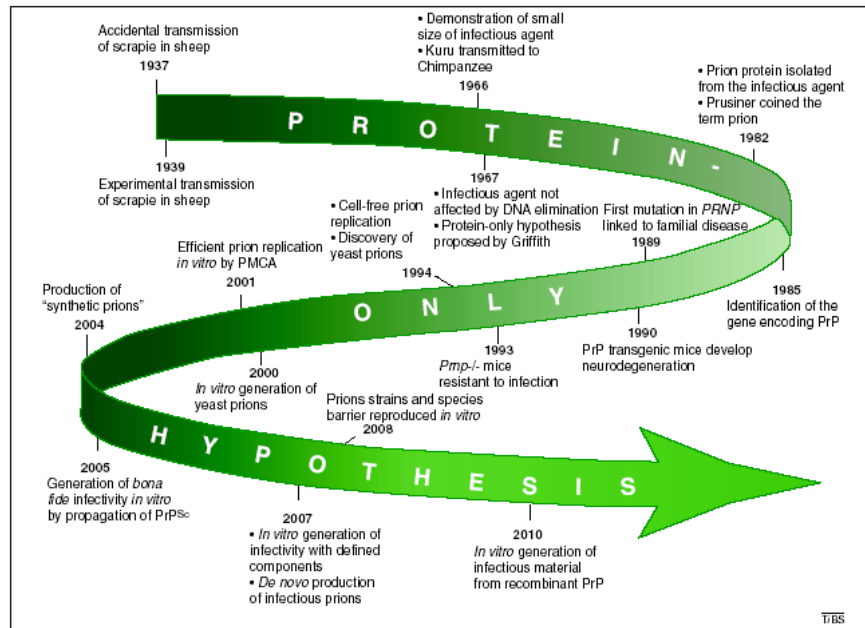 Accidental transmission
of scrapie in sheep
1937
• Demonstration of small
size of infectious agent
• Kuru transmitted to
Chimpanzee
1966
• Prion protein isolated
from the infectious agent
• Prusiner coined the
term prion
1982
PROTEIN-
1939
Experimental transmission
of scrapie in sheep
1967
• Infectious agent not
affected by DNA elimination
• Protein-only hypothesis
proposed by Griffith
• Cell-free prion
replication
• Discovery of
yeast prions
1994
First mutation in PRNP
linked to familial disease
1989
1985
Identification of the
gene encoding PrP
Efficient prion replication
in vitro by PMCA
2001
Production of
“synthetic prions”
2004
ONLY
1990
PrP transgenic mice develop
neurodegeneration
1993
Prnp-/- mice
resistant to infection
2000
In vitro generation of
yeast prions
Prions strains and species
barrier reproduced in vitro
2008
HYPOTHESIS
2005
Generation of bona
fide infectivity in vitro
by propagation of PrPSc
2007
• In vitro generation of
infectivity with defined
components
• De novo production
of infectious prions
2010
In vitro generation of
infectious material
from recombinant PrP
TiBS